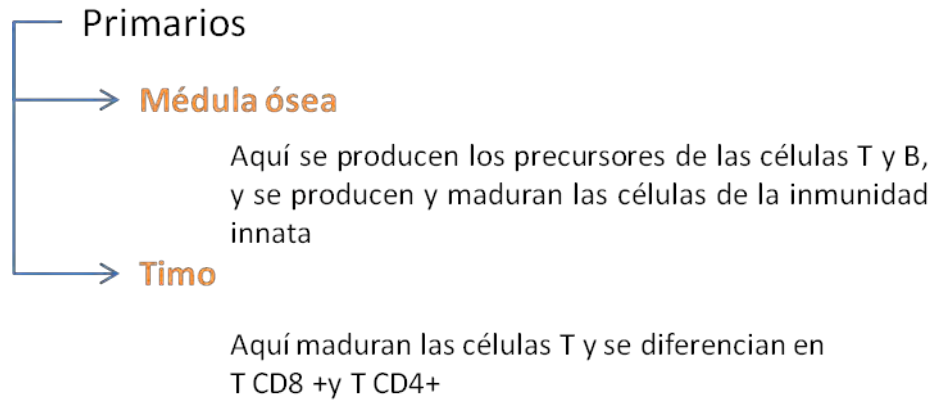 Primarios
Médula ósea
Aquí se producen los precursores de las células T y B,
y se producen y maduran las células de la inmunidad
innata
Timo
Aquí maduran las células T y se diferencian en
T CD8 +y T CD4+